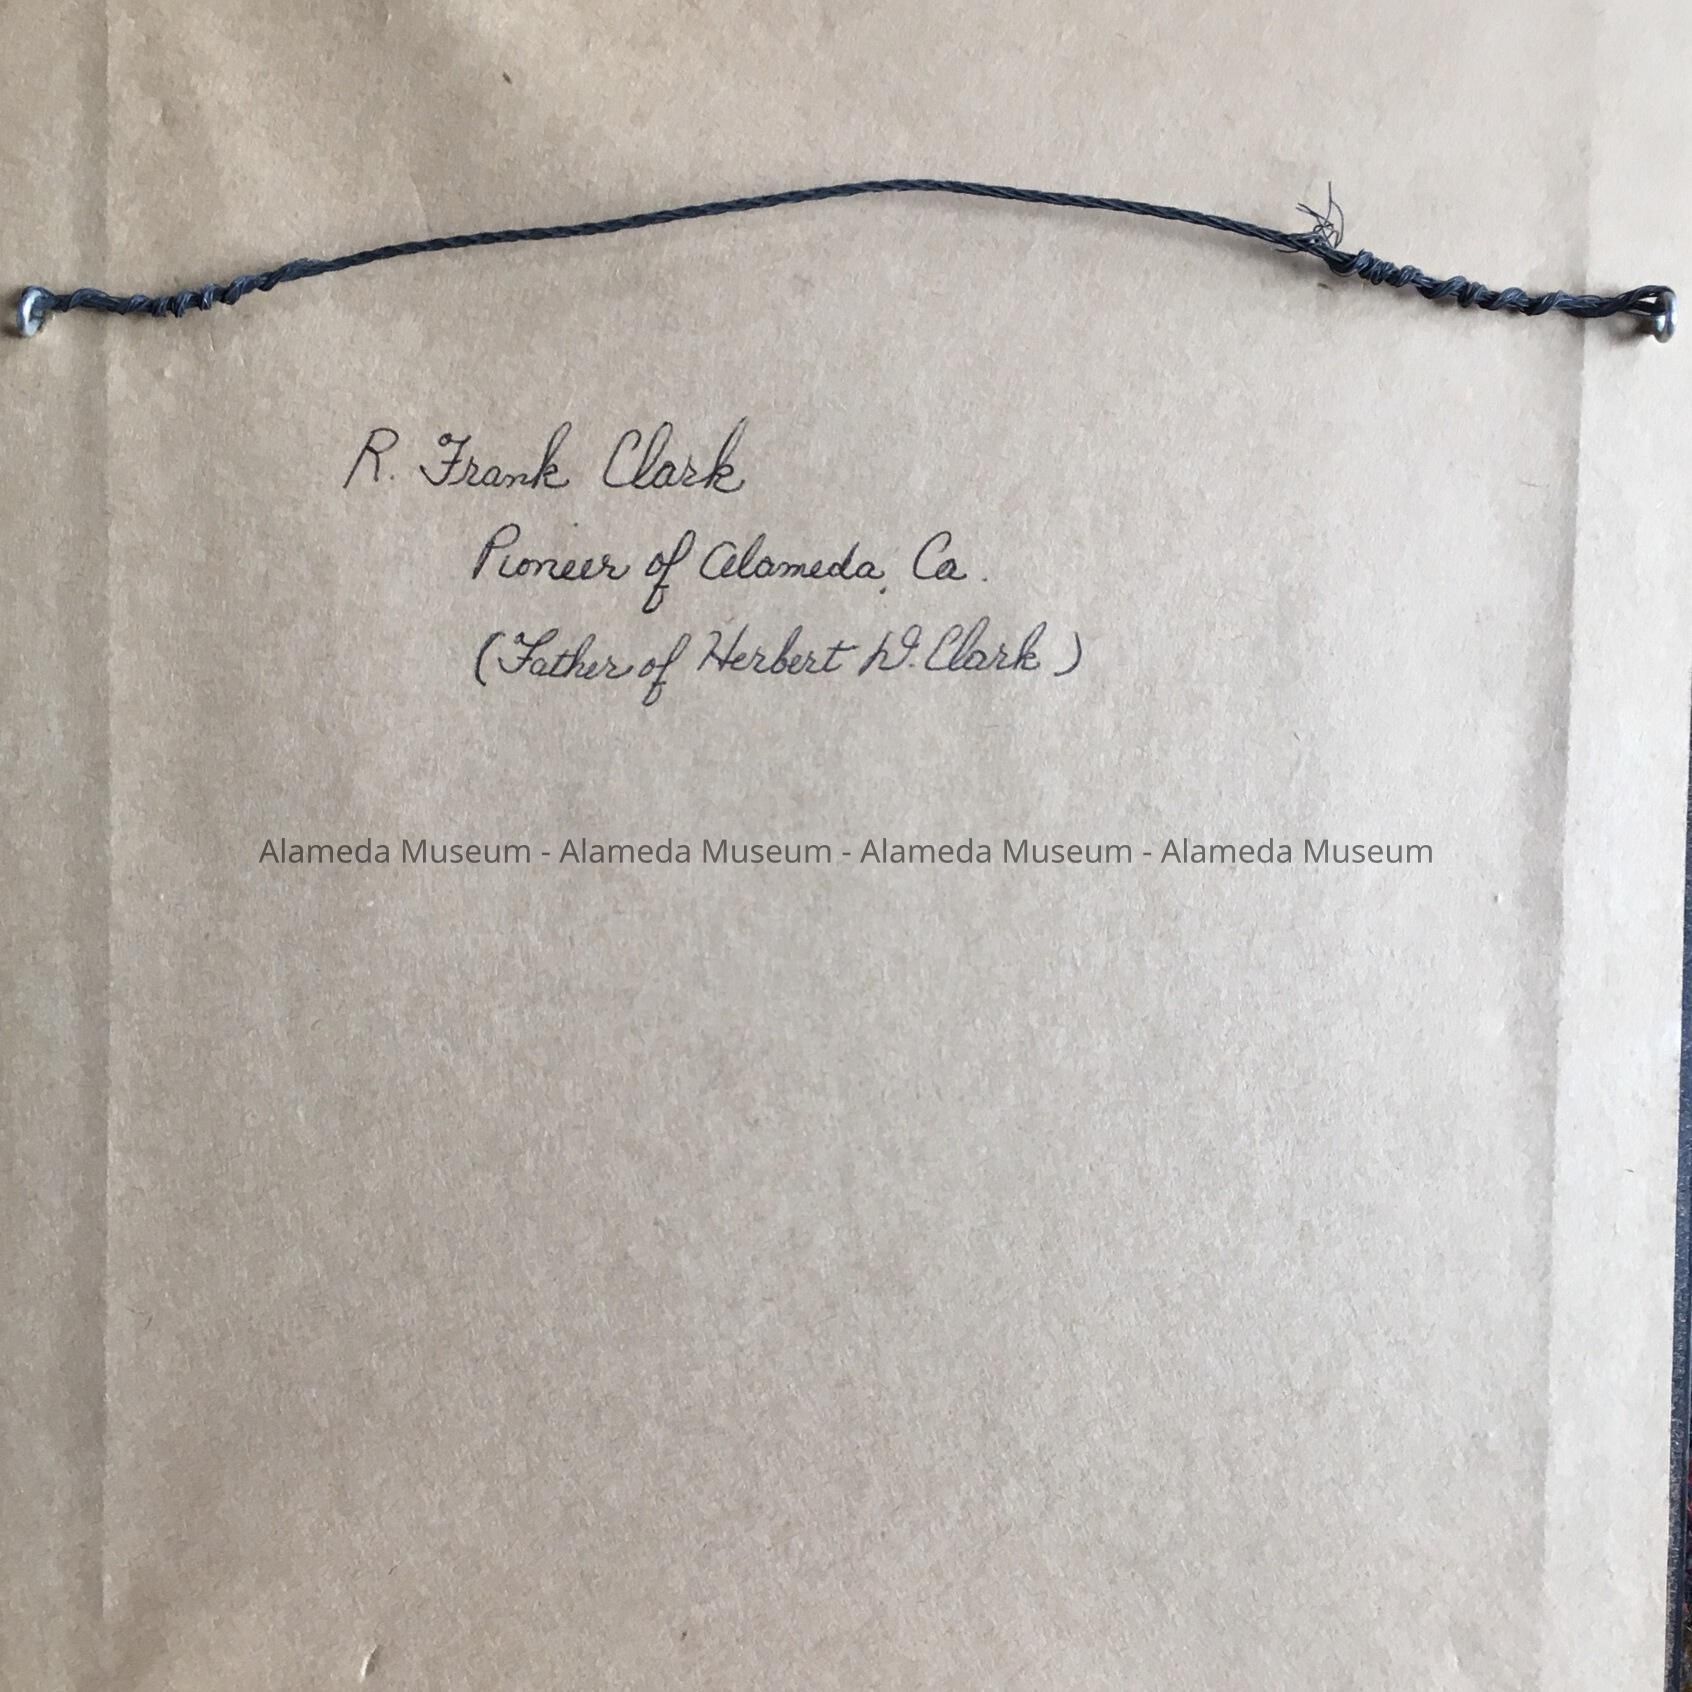 R. Frank Clark
Pioneer of Alameda, Ca.
(Father of Herbert D. Clark)
Alameda Museum - Alameda Museum - Alameda Museum - Alameda Museum